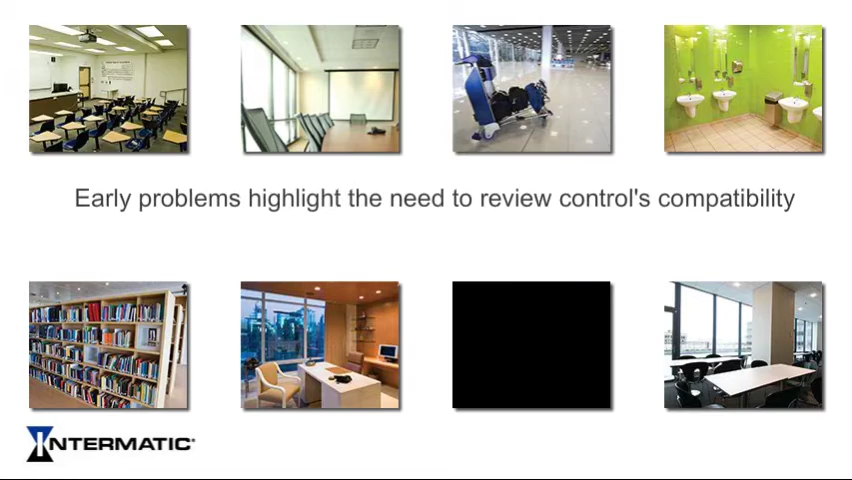 Early problems highlight the need to review control's compatibility
INTERMATIC®